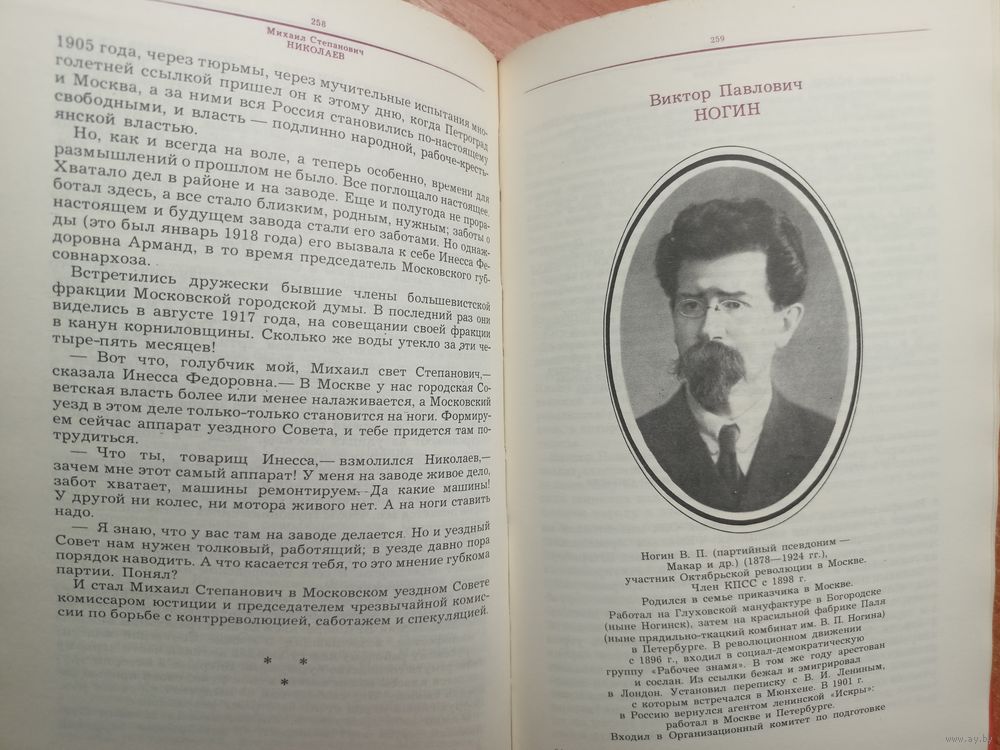 258
Михаил Степанович
НИКОЛАЕВ
1905 года, через тюрьмы, через мучительные испытания мно-
голетней ссылкой пришел он к этому дню, когда Петроград
и Москва, а за ними вся Россия становились по-настоящему
свободными, и власть — подлинно народной, рабоче-кресть-
янской властью.
Но, как и всегда на воле, а теперь особенно, времени для
размышлений о прошлом не было. Все поглощало настоящее.
Хватало дел в районе и на заводе. Еще и полугода не прора-
ботал здесь, а все стало близким, родным, нужным; заботы о
настоящем и будущем завода стали его заботами. Но однаж-
ды (это был январь 1918 года) его вызвала к себе Инесса Фе-
доровна Арманд, в то время председатель Московского губ-
совнархоза.
Встретились дружески бывшие члены большевистской
фракции Московской городской думы. В последний раз они
виделись в августе 1917 года, на совещании своей фракции
в канун корниловщины. Сколько же воды утекло за эти че-
тыре-пять месяцев!
— Вот что, голубчик мой, Михаил свет Степанович,—
сказала Инесса Федоровна.— В Москве у нас городская Со-
ветская власть более или менее налаживается, а Московский
уезд в этом деле только-только становится на ноги. Формиру-
ем сейчас аппарат уездного Совета, и тебе придется там по-
трудиться.
— Что ты, товарищ Инесса,— взмолился Николаев,—
зачем мне этот самый аппарат! У меня на заводе живое дело,
забот хватает, машины ремонтируем. Да какие машины!
У другой ни колес, ни мотора живого нет. А на ноги ставить
надо.
— Я знаю, что у вас там на заводе делается. Но и уездный
Совет нам нужен толковый, работящий; в уезде давно пора
порядок наводить. А что касается тебя, то это мнение губкома
партии. Понял?
И стал Михаил Степанович в Московском уездном Совете
комиссаром юстиции и председателем чрезвычайной комис-
сии по борьбе с контрреволюцией, саботажем и спекуляцией.
* *
*
259
Виктор Павлович
НОГИН
Ногин В. П. (партийный псевдоним —
Макар и др.) (1878—1924 гг.),
участник Октябрьской революции в Москве.
Член КПСС с 1898 г.
Родился в семье приказчика в Москве.
Работал на Глуховской мануфактуре в Богородске
(ныне Ногинск), затем на красильной фабрике Паля
(ныне прядильно-ткацкий комбинат им. В. П. Ногина)
в Петербурге. В революционном движении
с 1896 г., входил в социал-демократическую
группу «Рабочее знамя». В том же году арестован
и сослан. Из ссылки бежал и эмигрировал
в Лондон. Установил переписку с В. И. Лениным,
с которым встречался в Мюнхене. В 1901 г.
в Россию вернулся агентом ленинской «Искры»:
работал в Москве и Петербурге.
Входил в Организационный комитет по подготовке
www.ay.by